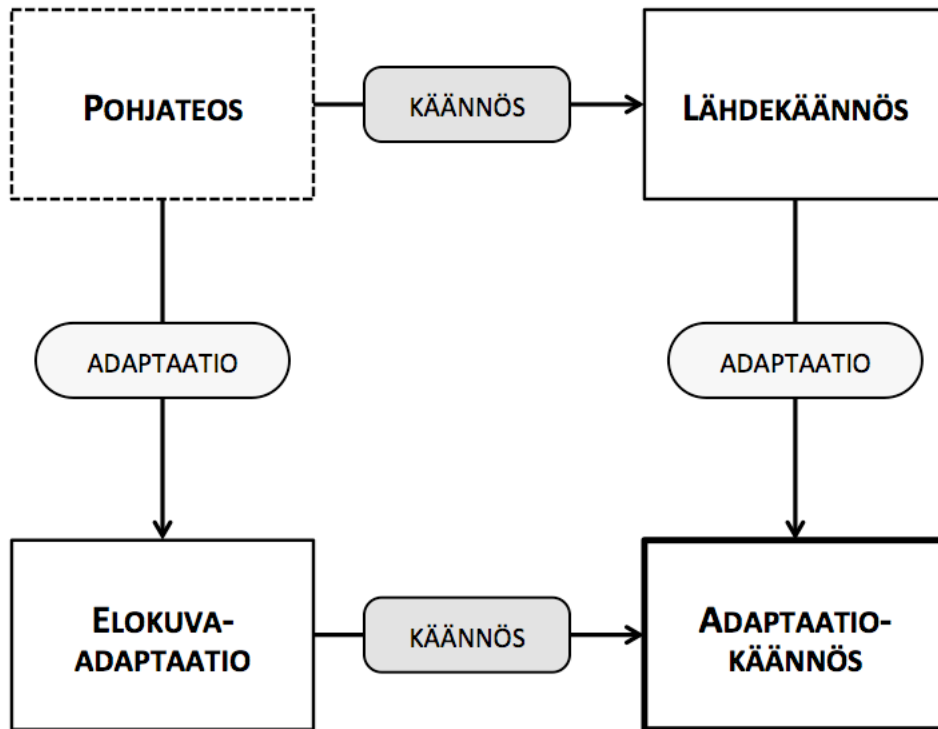 POHJATEOS
KÄÄNNÖS
LÄHDEKÄÄNNÖS
ADAPTAATIO
ADAPTAATIO
ELOKUVA-
ADAPTAATIO
KÄÄNNÖS
ADAPTAATIO-
KÄÄNNÖS